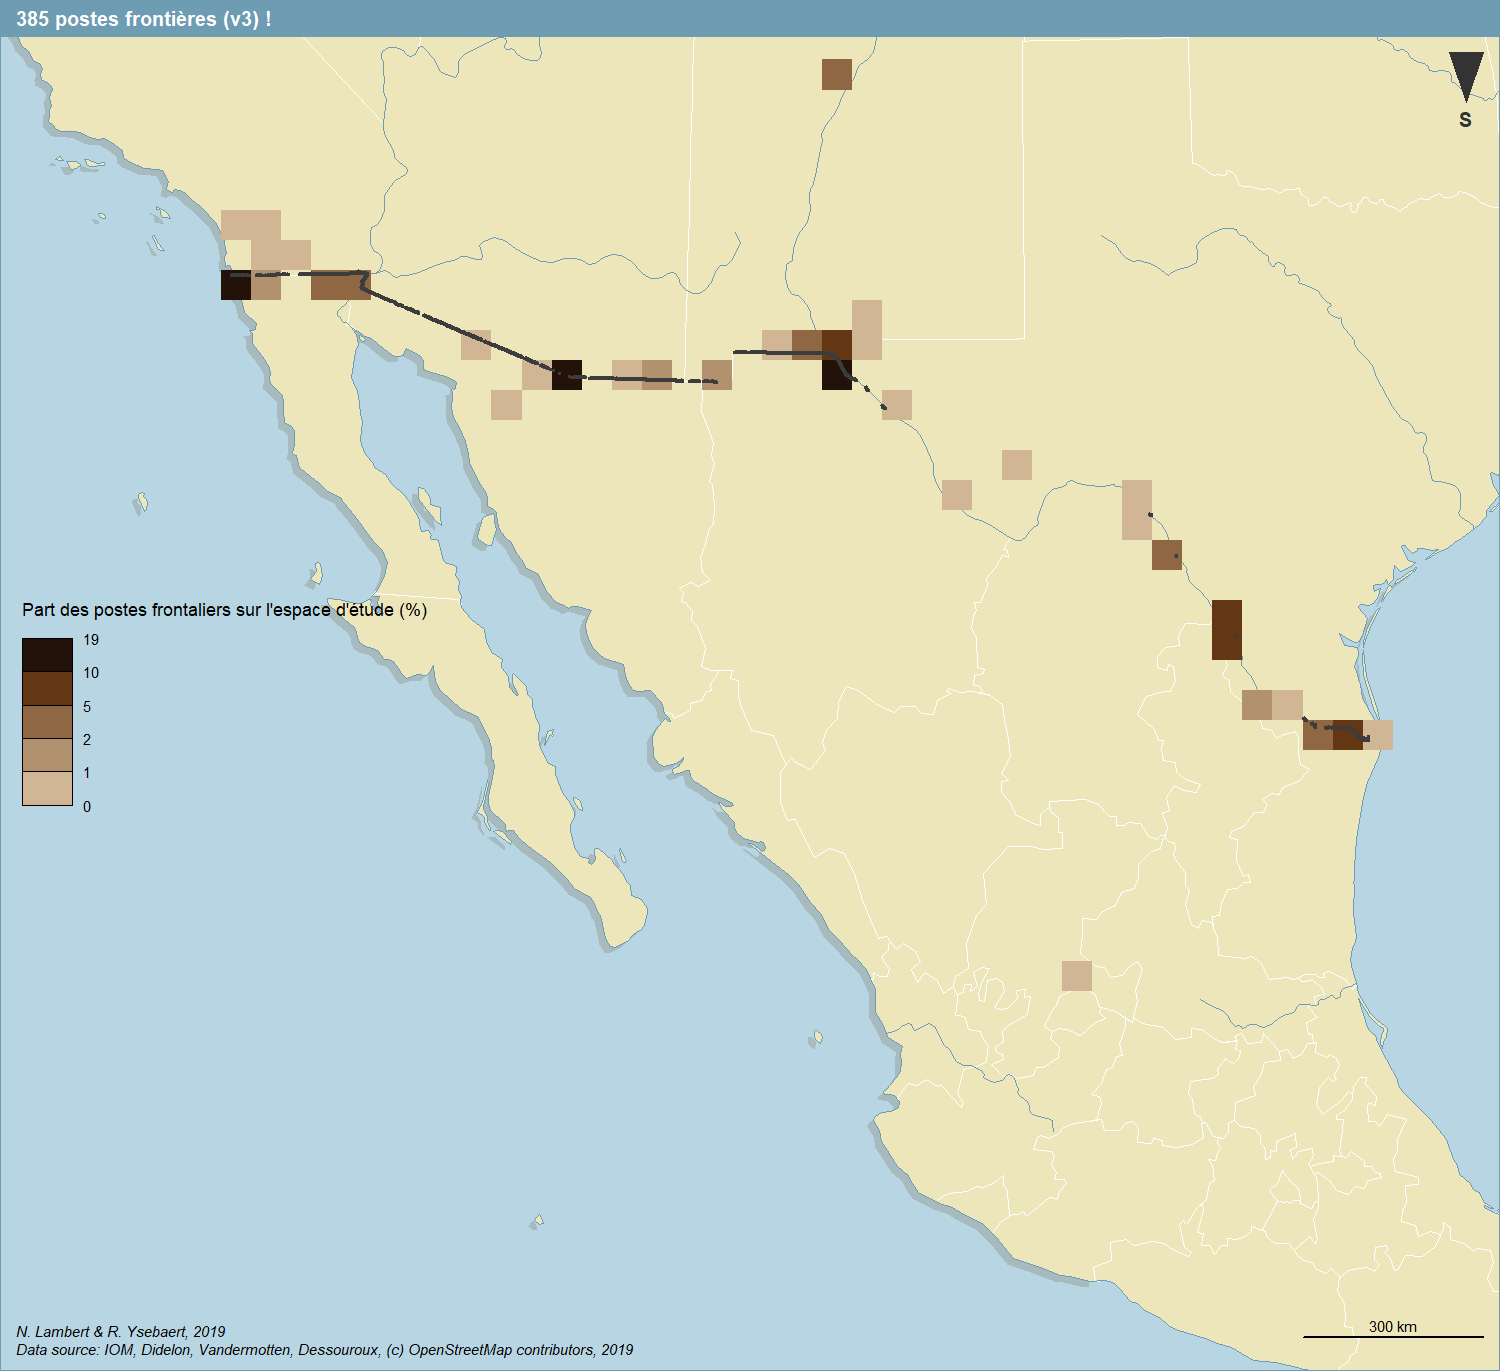 385 postes frontières (v3) !
S
Part des postes frontaliers sur l'espace d'étude (%)
19
10
5
2
1
0
300 km
N. Lambert & R. Ysebaert, 2019
Data source: IOM, Didelon, Vandermotten, Dessouroux, (c) OpenStreetMap contributors, 2019